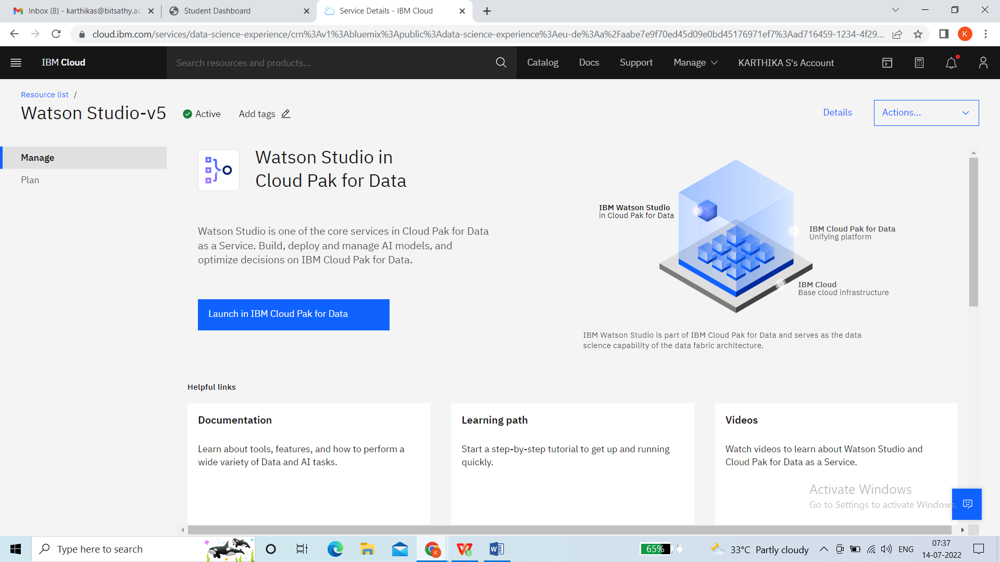 Inbox (8) - karthikas@bitsathy.ac.
Student Dashboard
Service Details - IBM Cloud
cloud.ibm.com/services/data-science-experience/crn%3Av1%3Abluemix%3Apublic%3Adata-science-experience%3Aeu-de%3Aa%2Faabe7e9f70ed45d09e0bd45176971ef7%3Aad716459-1234-4f29...
K
IBM Cloud
Search resources and products...
Catalog
Docs
Support
Manage
KARTHIKA S's Account
Resource list /
Watson Studio-v5
Active
Add tags
Details
Actions...
Manage
Plan
Watson Studio in
Cloud Pak for Data
Watson Studio is one of the core services in Cloud Pak for Data
as a Service. Build, deploy and manage AI models, and
optimize decisions on IBM Cloud Pak for Data.
Launch in IBM Cloud Pak for Data
IBM Watson Studio
in Cloud Pak for Data
IBM Cloud Pak for Data
Unifying platform
IBM Cloud
Base cloud infrastructure
IBM Watson Studio is part of IBM Cloud Pak for Data and serves as the data
science capability of the data fabric architecture.
Helpful links
Documentation
Learn about tools, features, and how to perform a
wide variety of Data and AI tasks.
Learning path
Start a step-by-step tutorial to get up and running
quickly.
Videos
Watch videos to learn about Watson Studio and
Cloud Pak for Data as a Service.
Activate Windows
Go to Settings to activate Windows.
Type here to search
65%
33°C Partly cloudy
ENG
07:37
14-07-2022